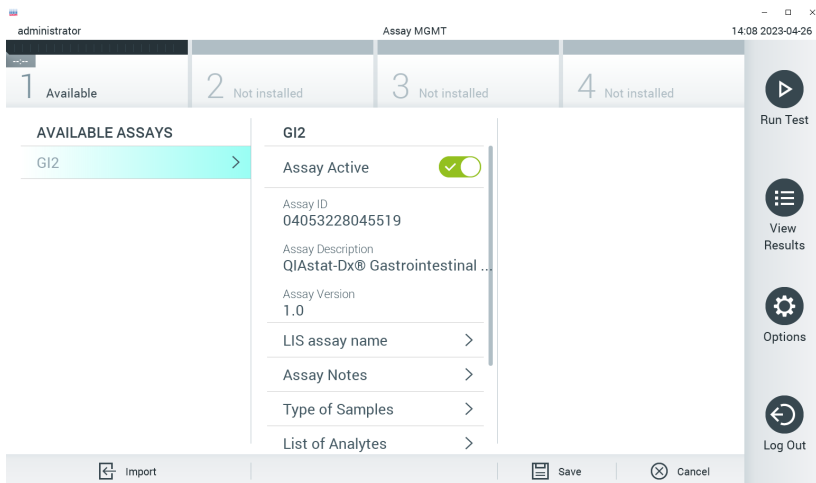 administrator
Assay MGMT
14:08 2023-04-26
--:--
1 Available
2 Not installed
3 Not installed
4 Not installed
Run Test
View
Results
Options
Log Out
AVAILABLE ASSAYS
GI2
GI2
Assay Active
Assay ID
04053228045519
Assay Description
QIAstat-Dx® Gastrointestinal ...
Assay Version
1.0
LIS assay name
Assay Notes
Type of Samples
List of Analytes
Import
Save
Cancel